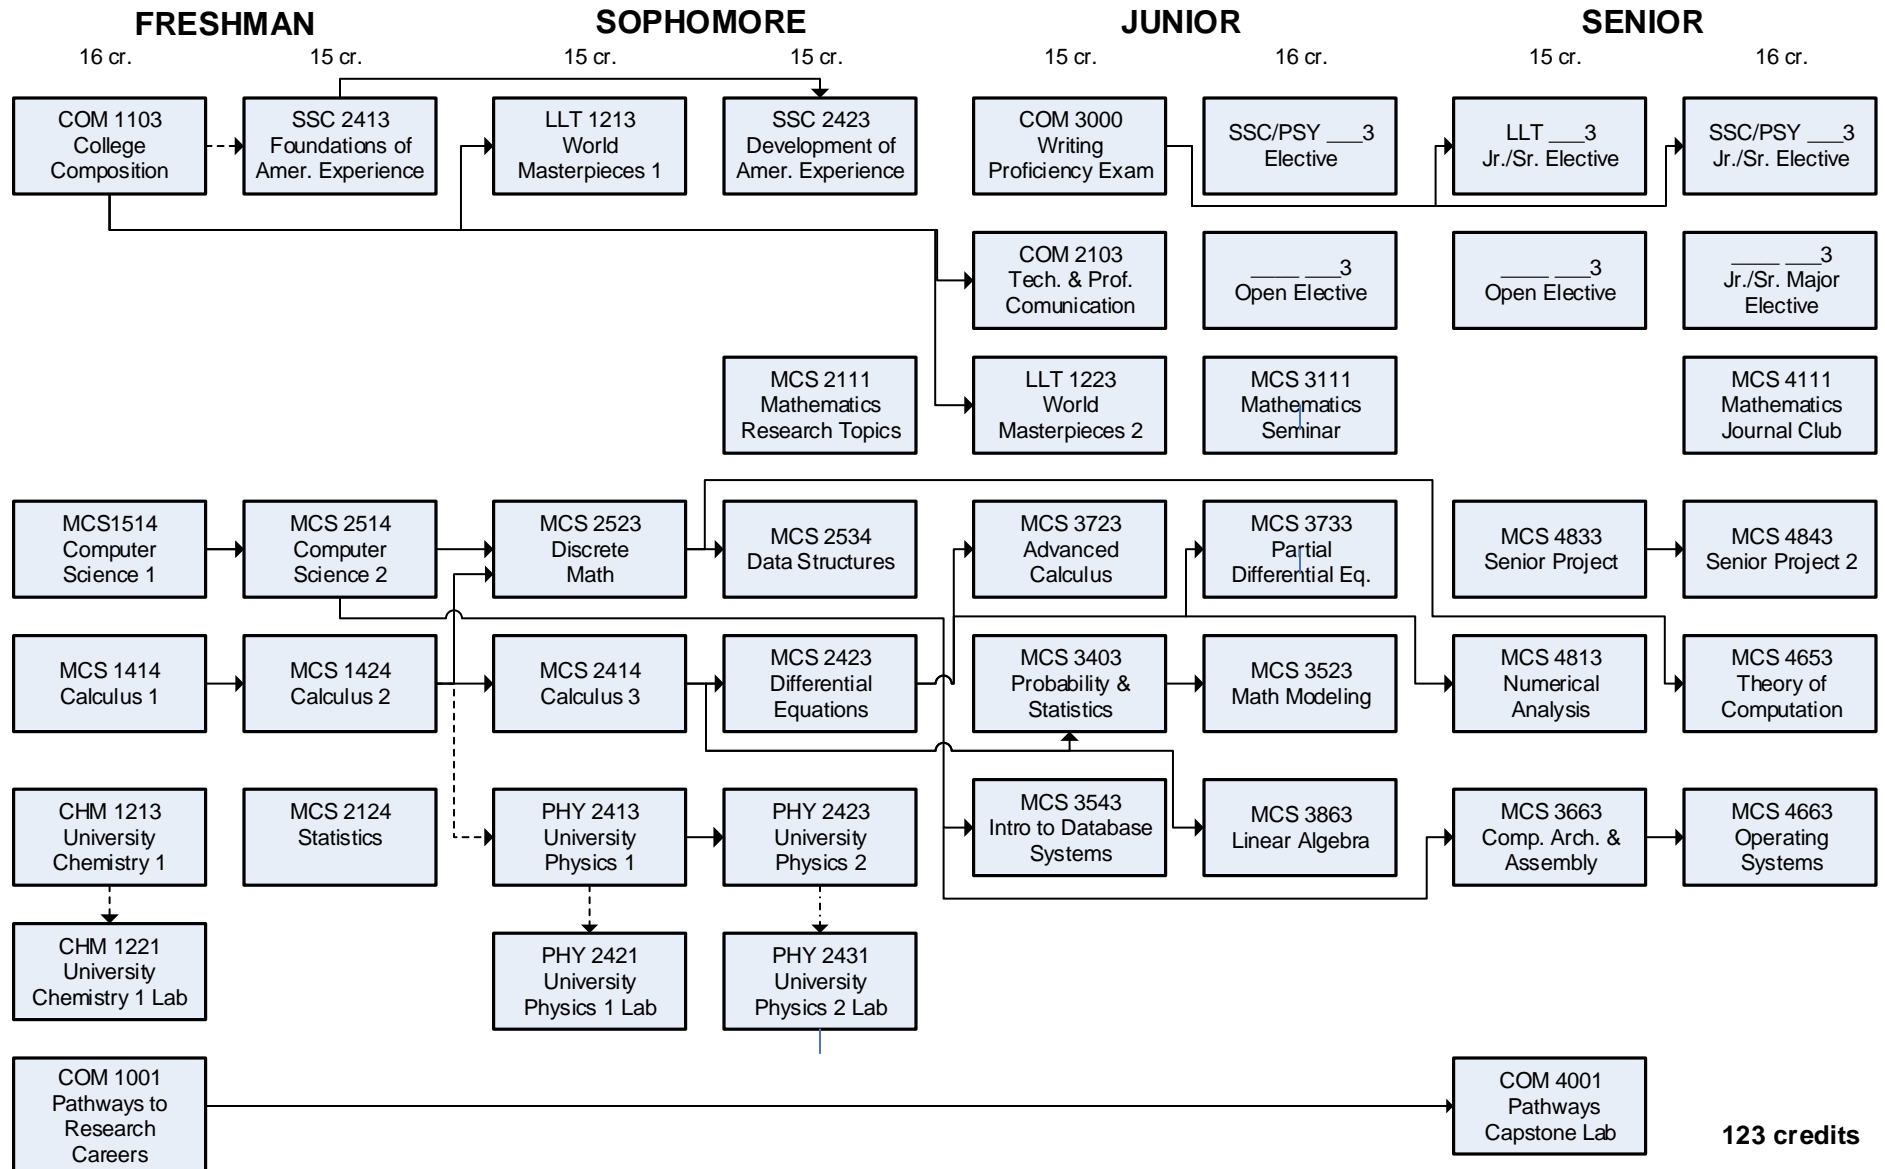 FRESHMAN
SOPHOMORE
JUNIOR
SENIOR
16 cr.
15 cr.
15 cr.
15 cr.
15 cr.
16 cr.
15 cr.
16 cr.
COM 1103
College
Composition
SSC 2413
Foundations of
Amer. Experience
LLT 1213
World
Masterpieces 1
SSC 2423
Development of
Amer. Experience
COM 3000
Writing
Proficiency Exam
SSC/PSY ___3
Elective
LLT ___3
Jr./Sr. Elective
SSC/PSY ___3
Jr./Sr. Elective
COM 2103
Tech. & Prof.
Comunication
____ ___3
Open Elective
____ ___3
Open Elective
____ ___3
Jr./Sr. Major
Elective
MCS 2111
Mathematics
Research Topics
LLT 1223
World
Masterpieces 2
MCS 3111
Mathematics
Seminar
MCS 4111
Mathematics
Journal Club
MCS1514
Computer
Science 1
MCS 2514
Computer
Science 2
MCS 2523
Discrete
Math
MCS 2534
Data Structures
MCS 3723
Advanced
Calculus
MCS 3733
Partial
Differential Eq.
MCS 4833
Senior Project
MCS 4843
Senior Project 2
MCS 1414
Calculus 1
MCS 1424
Calculus 2
MCS 2414
Calculus 3
MCS 2423
Differential
Equations
MCS 3403
Probability &
Statistics
MCS 3523
Math Modeling
MCS 4813
Numerical
Analysis
MCS 4653
Theory of
Computation
CHM 1213
University
Chemistry 1
MCS 2124
Statistics
PHY 2413
University
Physics 1
PHY 2423
University
Physics 2
MCS 3543
Intro to Database
Systems
MCS 3863
Linear Algebra
MCS 3663
Comp. Arch. &
Assembly
MCS 4663
Operating
Systems
CHM 1221
University
Chemistry 1 Lab
PHY 2421
University
Physics 1 Lab
PHY 2431
University
Physics 2 Lab
COM 1001
Pathways to
Research
Careers
COM 4001
Pathways
Capstone Lab
123 credits